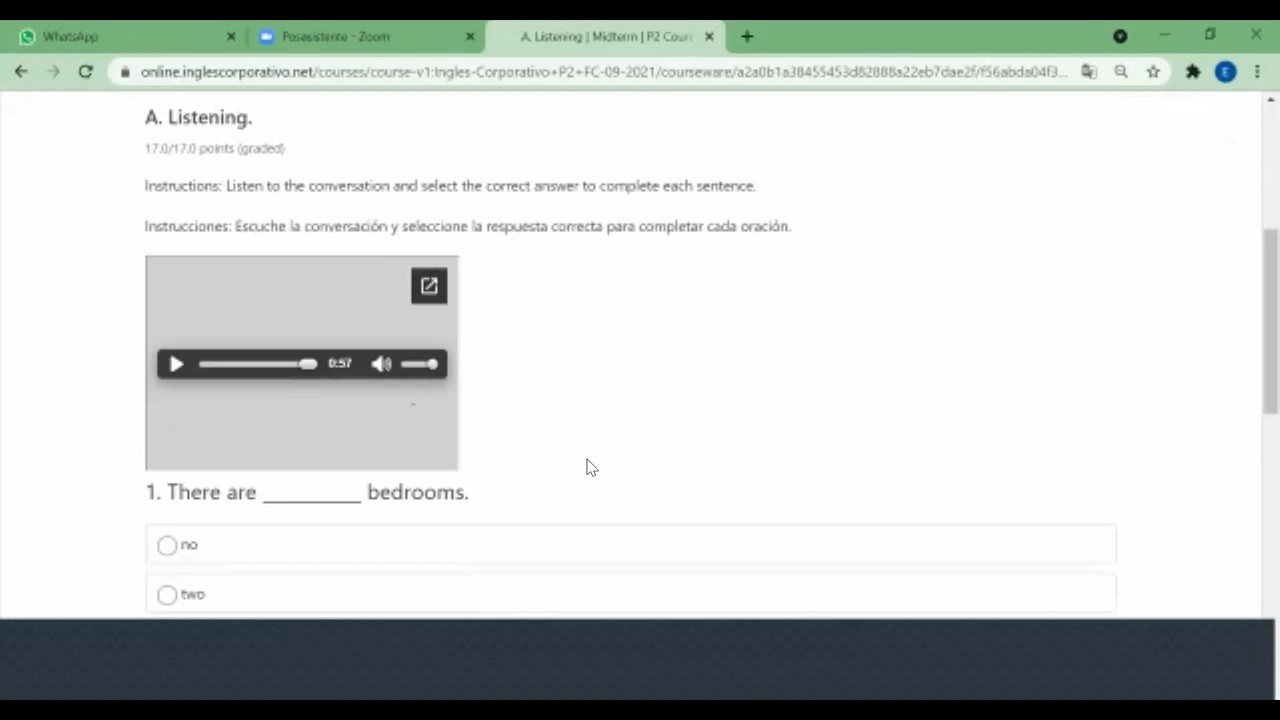 WhatsApp
Posasistente - Zoom
A. Listening | Midterm | P2 Cour
online.inglescorporativo.net/courses/course-v1:Ingles-Corporativo+P2+FC-09-2021/courseware/a2a0b1a38455453d82888a22eb7dae2f/f56abda04f3...
E
A. Listening.
17.0/17.0 points (graded)
Instructions: Listen to the conversation and select the correct answer to complete each sentence.
Instrucciones: Escuche la conversación y seleccione la respuesta correcta para completar cada oración.
0:57
1. There are _________ bedrooms.
no
two